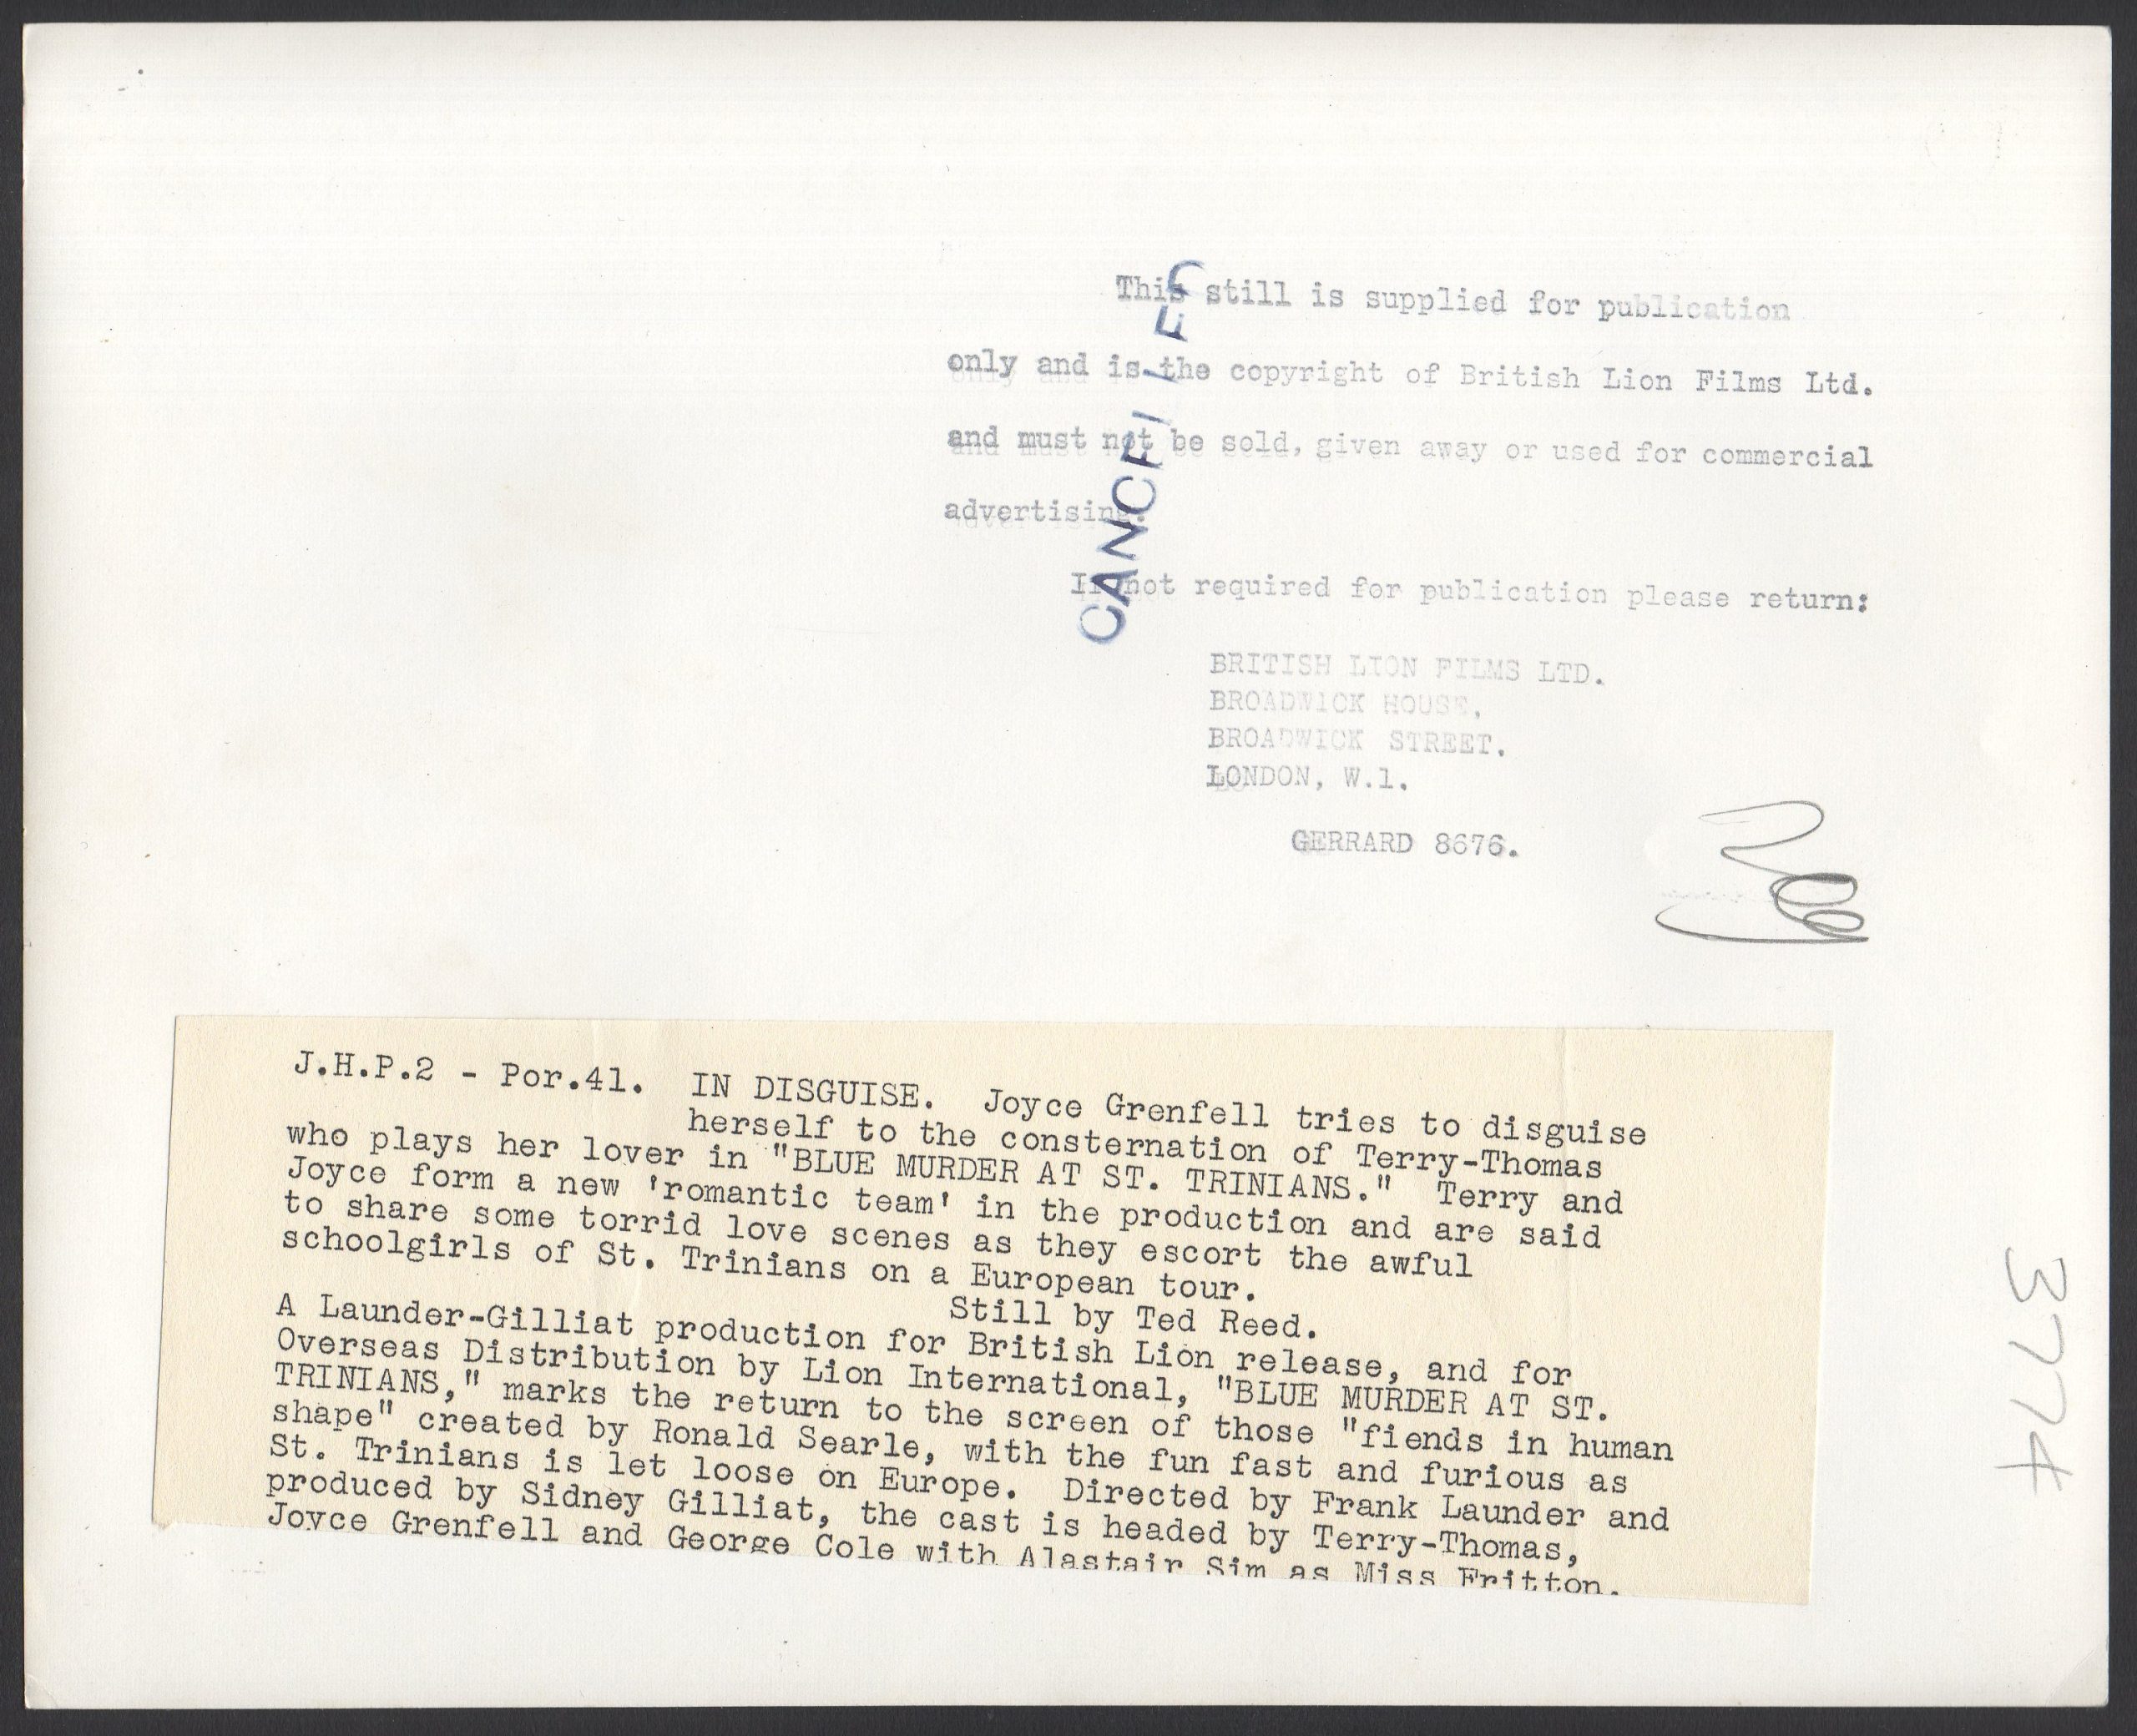 This still is supplied for publication
only and is the copyright of British Lion Films Ltd.
and must not be sold, given away or used for commercial
advertising.
If not required for publication please return:
BRITISH LION FILMS LTD.
BROADWICK HOUSE,
BROADWICK STREET.
LONDON, W.1.
GERRARD 8676.
CANCELLED
J.H.P.2 - Por.41. IN DISGUISE. Joyce Grenfell tries to disguise
herself to the consternation of Terry-Thomas
who plays her lover in "BLUE MURDER AT ST. TRINIANS." Terry and
Joyce form a new 'romantic team' in the production and are said
to share some torrid love scenes as they escort the awful
schoolgirls of St. Trinians on a European tour.
Still by Ted Reed.
A Launder-Gilliat production for British Lion release, and for
Overseas Distribution by Lion International, "BLUE MURDER AT ST.
TRINIANS," marks the return to the screen of those "fiends in human
shape" created by Ronald Searle, with the fun fast and furious as
St. Trinians is let loose on Europe. Directed by Frank Launder and
produced by Sidney Gilliat, the cast is headed by Terry-Thomas,
Joyce Grenfell and George Cole with Alastair Sim as Miss Fritton.
3774